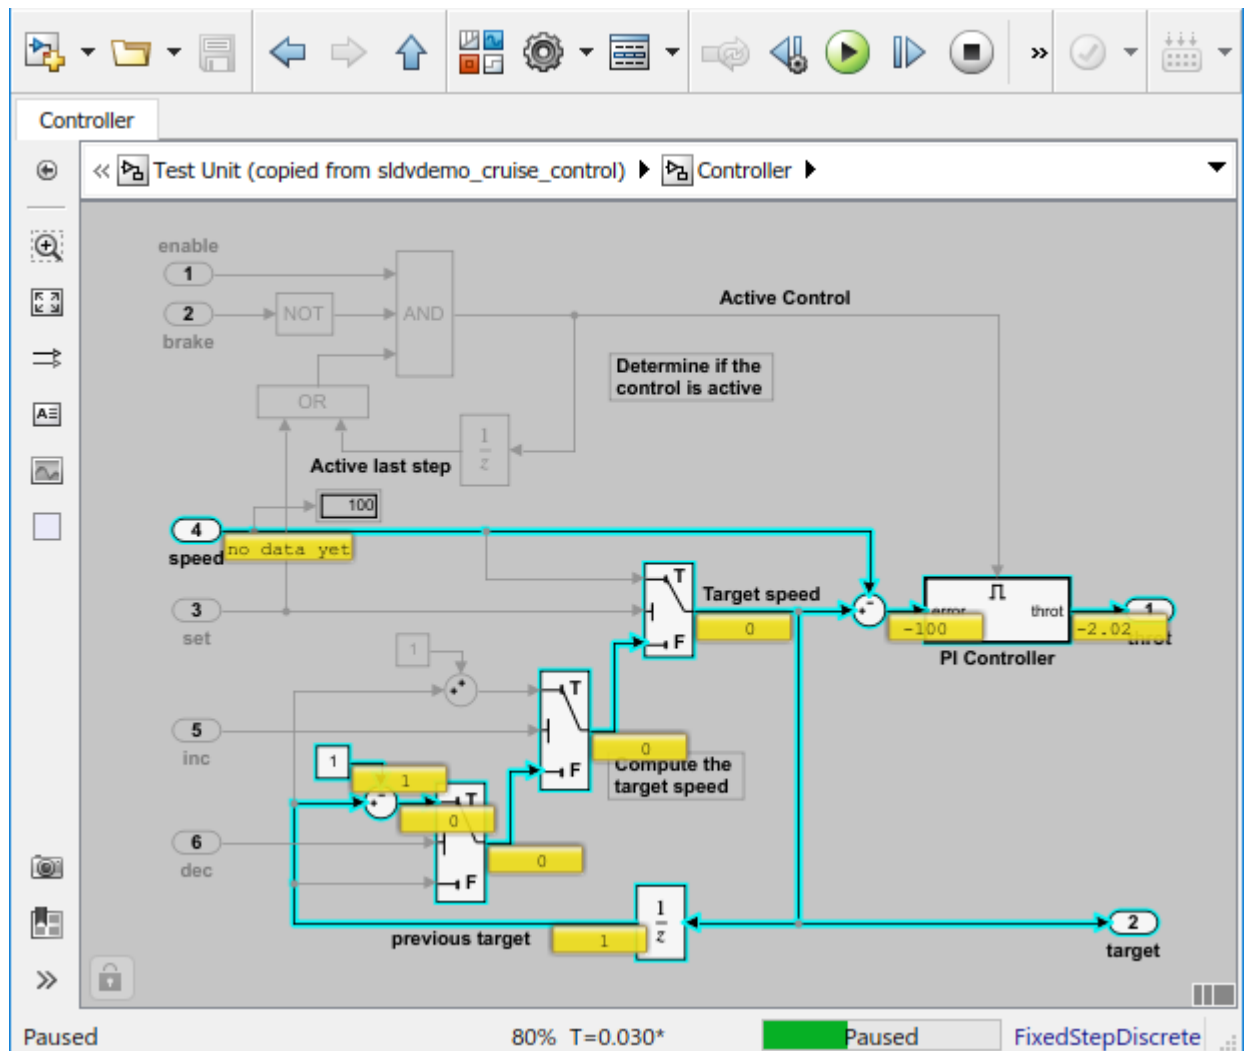 Controller
Test Unit (copied from sldvdemo_cruise_control) Controller
enable
1
2
brake
NOT
AND
Active Control
Determine if the
control is active
OR
1
z
Active last step
100
4
speed
no data yet
T
F
Target speed
0
error
throt
-100
-2.02
1
throt
PI Controller
3
set
1
T
F
0
Compute the
target speed
5
inc
1
1
T
F
0
0
6
dec
previous target
1
1
z
2
target
Paused
80% T=0.030*
Paused
FixedStepDiscrete